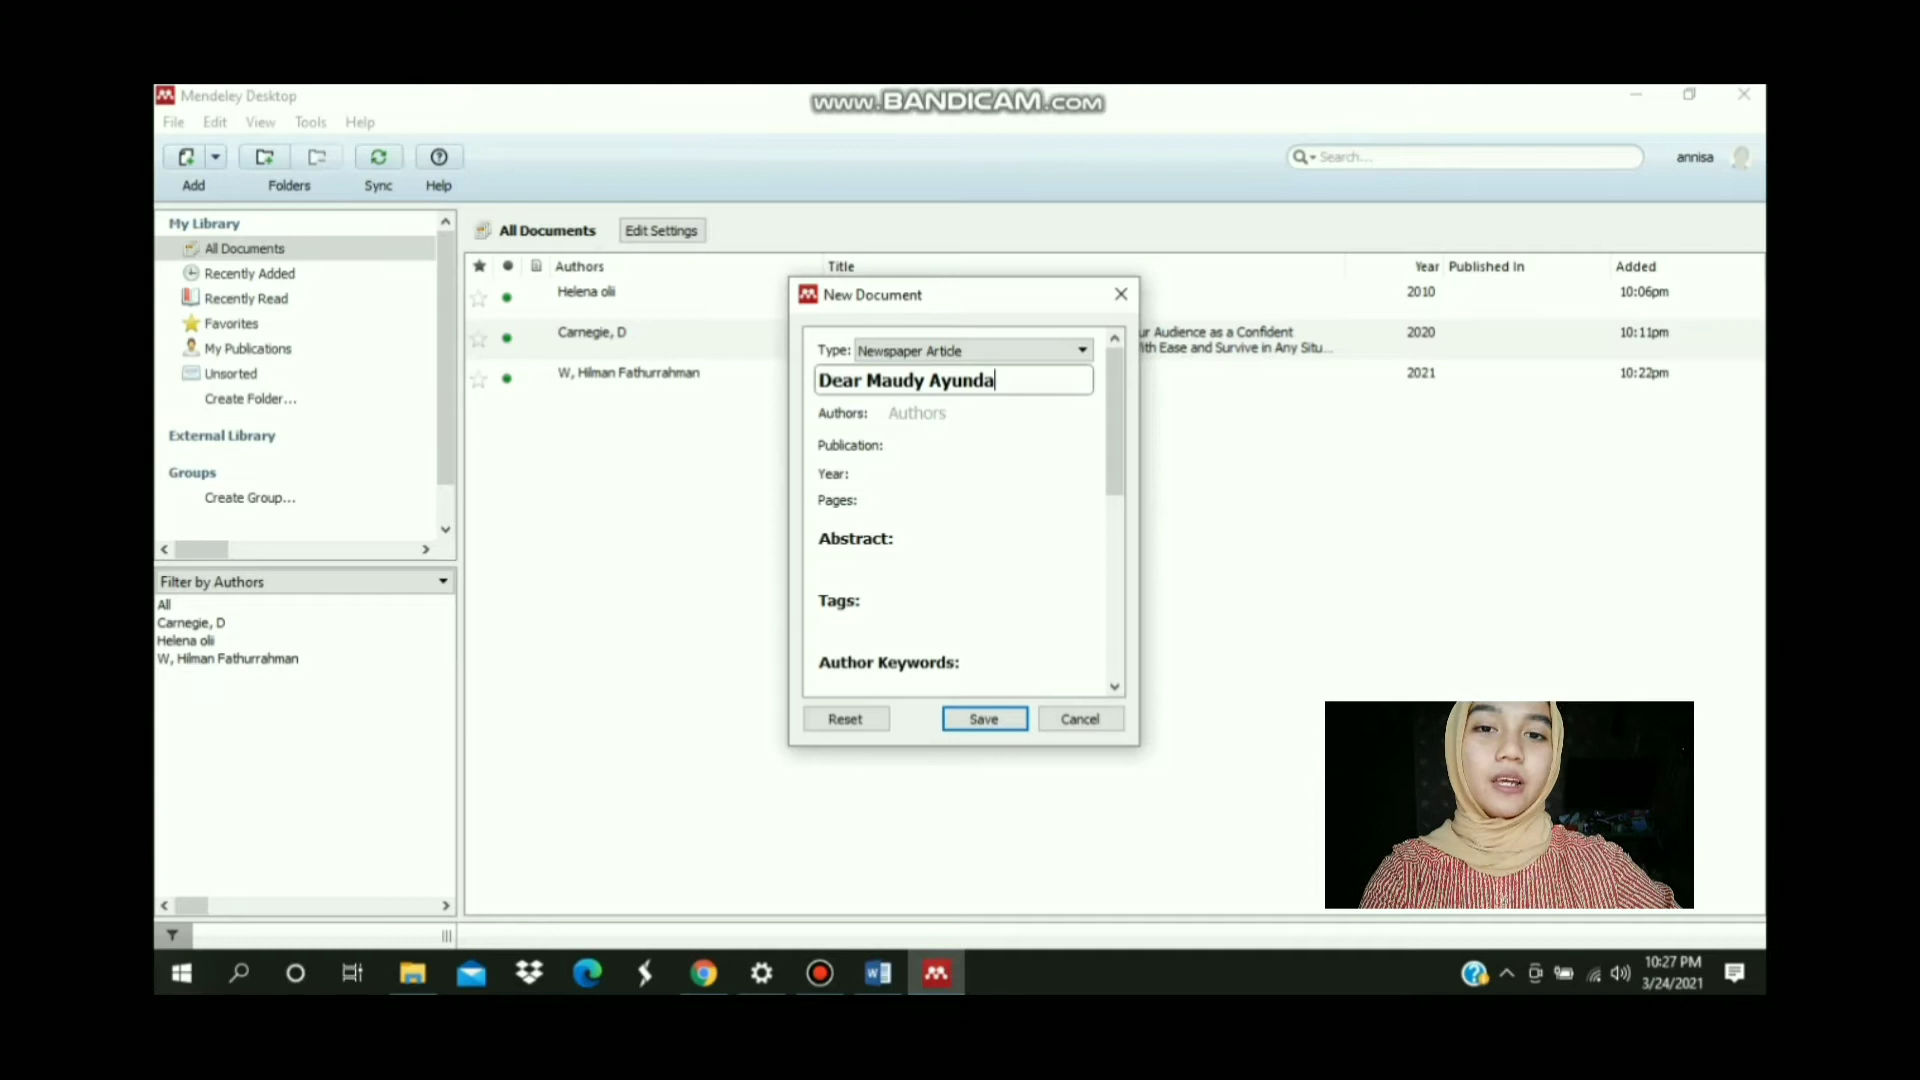 Mendeley Desktop
www.BANDICAM.com
File Edit View Tools Help
Search...
annisa
Add Folders Sync Help
My Library
All Documents
Recently Added
Recently Read
Favorites
My Publications
Unsorted
Create Folder...
External Library
Groups
Create Group...
Filter by Authors
All
Carnegie, D
Helena oli
W, Hilman Fathurrahman
All Documents Edit Settings
Authors Title Year Published In Added
Helena oli 2010 10:06pm
Carnegie, D ur Audience as a Confident 2020 10:11pm
ith Ease and Survive in Any Situ...
W, Hilman Fathurrahman 2021 10:22pm
New Document
Type: Newspaper Article
Dear Maudy Ayunda
Authors: Authors
Publication:
Year:
Pages:
Abstract:
Tags:
Author Keywords:
Reset Save Cancel
10:27 PM
3/24/2021